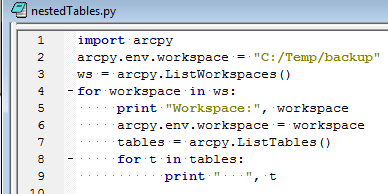 nestedTables.py
1 import arcpy
2 arcpy.env.workspace = "C:/Temp/backup"
3 ws = arcpy.ListWorkspaces()
4 for workspace in ws:
5     print "Workspace:", workspace
6     arcpy.env.workspace = workspace
7     tables = arcpy.ListTables()
8     for t in tables:
9         print "   ", t